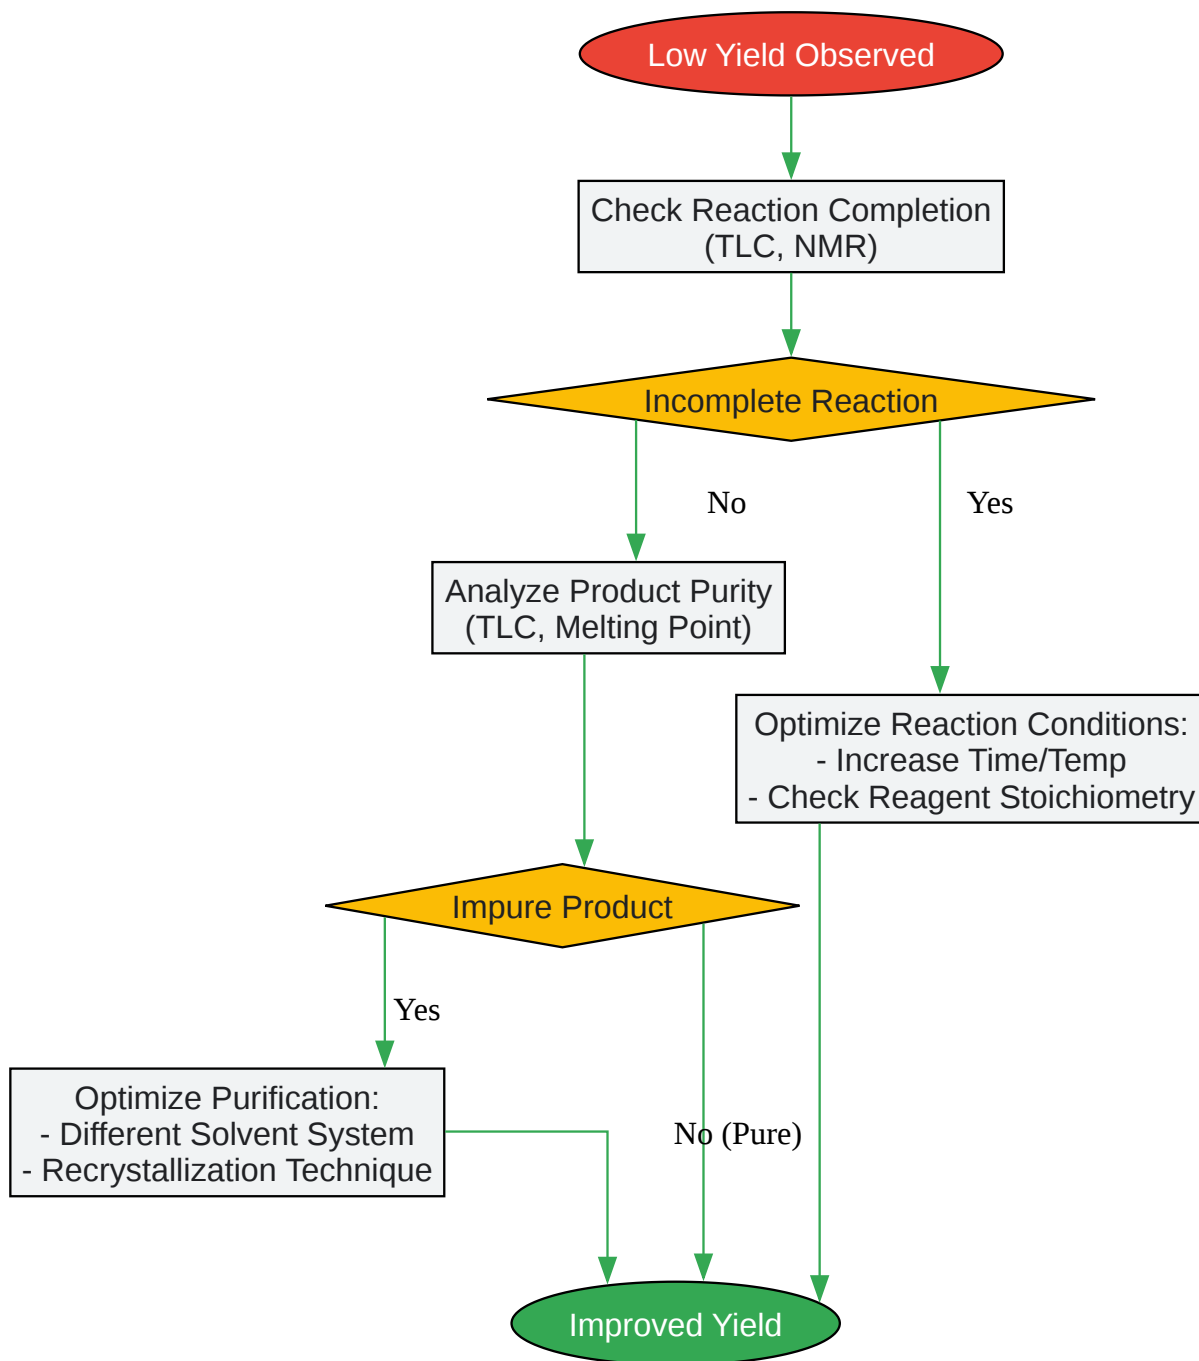 Low Yield Observed
Check Reaction Completion
(TLC, NMR)
Incomplete Reaction
No
Yes
Analyze Product Purity
(TLC, Melting Point)
Optimize Reaction Conditions:
- Increase Time/Temp
- Check Reagent Stoichiometry
Impure Product
Yes
Optimize Purification:
- Different Solvent System
- Recrystallization Technique
No (Pure)
Improved Yield